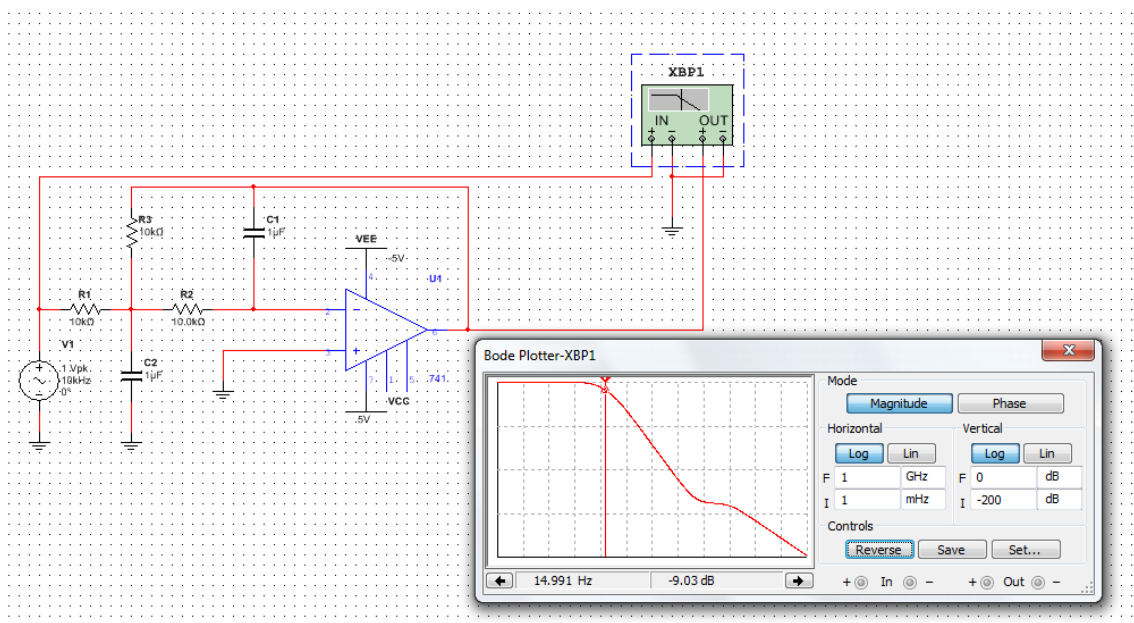 XBP1
IN OUT
+ − + −
R3
10kΩ
C1
1µF
VEE
-5V
4
U1
R1
10kΩ
R2
10.0kΩ
2
−
6
3
+
V1
1 Vpk
10kHz
0°
C2
1µF
7 1 5
741
VCC
5V
Bode Plotter-XBP1
Mode
Magnitude Phase
Horizontal Vertical
Log Lin Log Lin
F 1 GHz F 0 dB
I 1 mHz I -200 dB
Controls
Reverse Save Set...
14.991 Hz -9.03 dB
+ In − + Out −